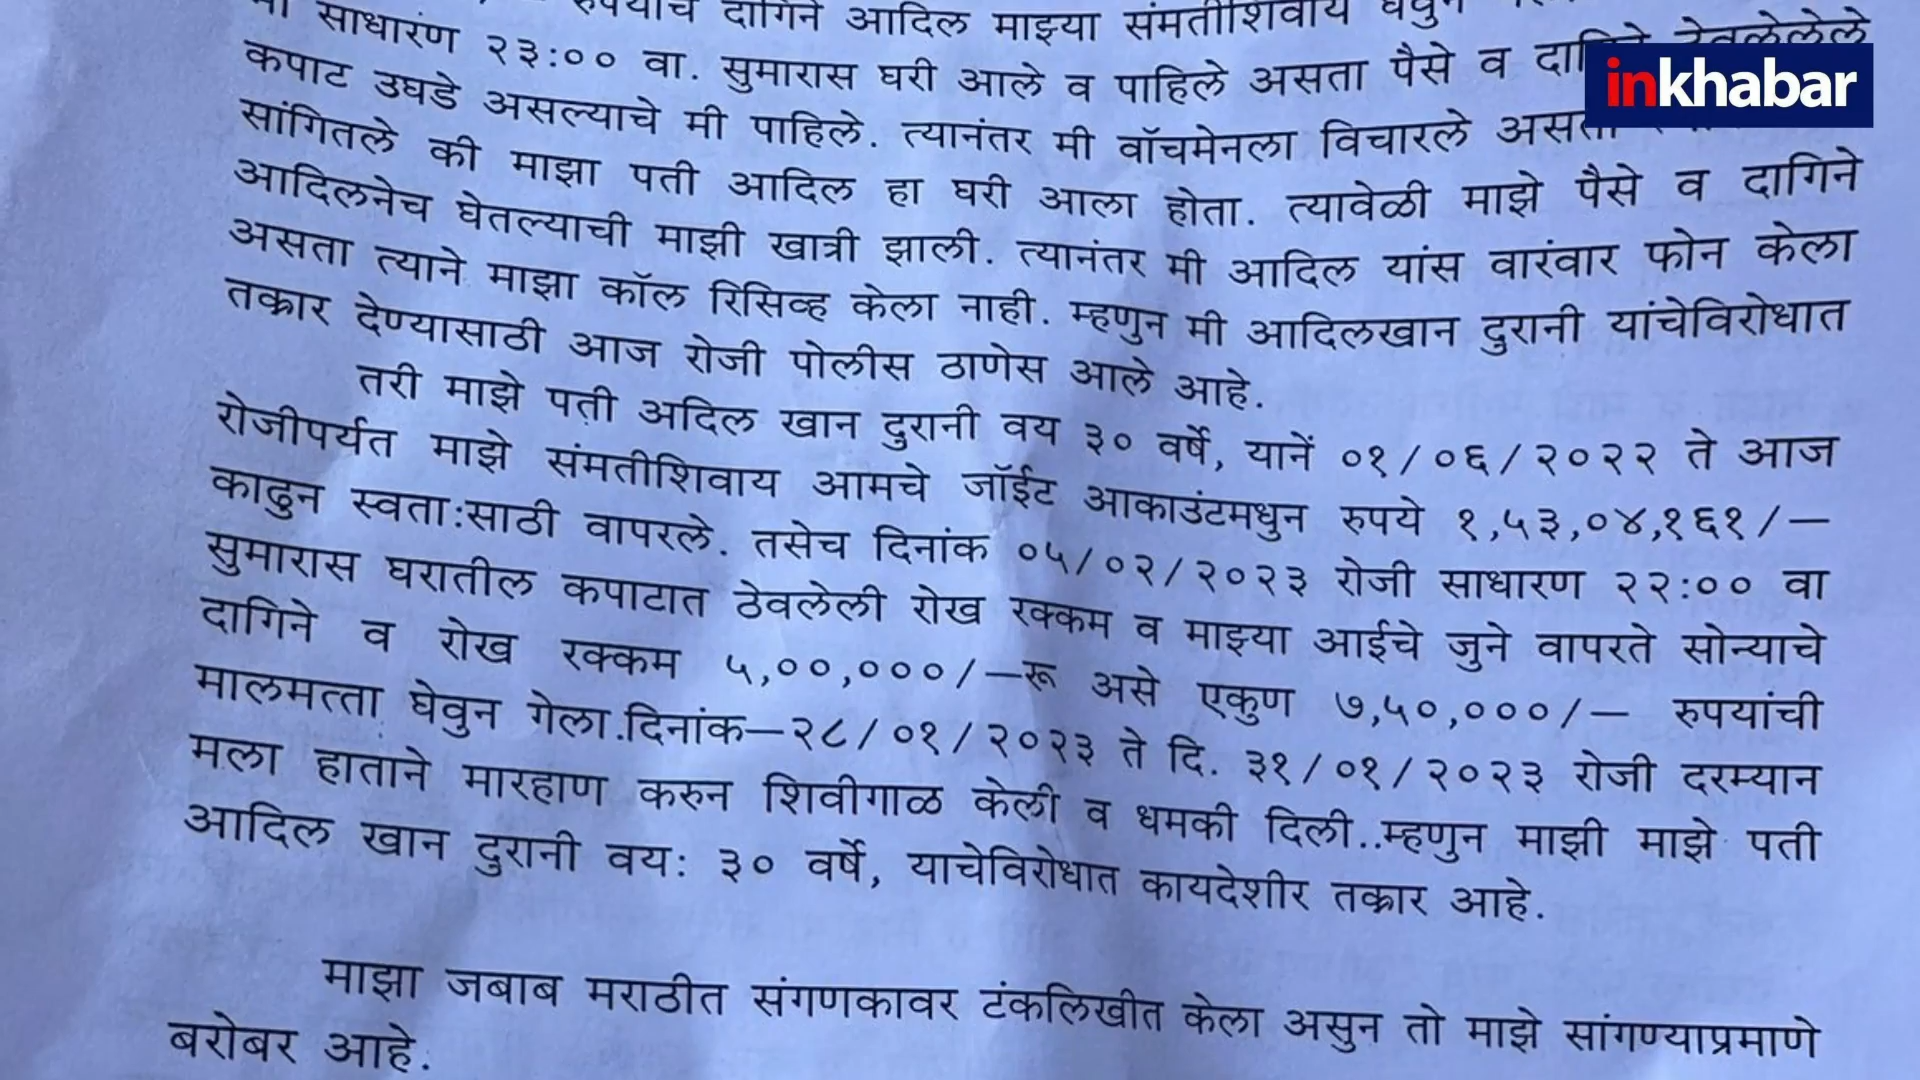 रुपयांचे दागिने आदिल माझ्या संमतीशिवाय घेवुन
मी साधारंण २३:०० वा. सुमारास घरी आले व पाहिले असता पैसे व दागिने ठेवलेलेले
कपाट उघडे असल्याचे मी पाहिले. त्यानंतर मी वॉचमेनला विचारले असता
सांगितले की माझा पती आदिल हा घरी आला होता. त्यावेळी माझे पैसे व दागिने
आदिलनेच घेतल्याची माझी खात्री झाली. त्यानंतर मी आदिल यांस वारंवार फोन केला
असता त्याने माझा कॉल रिसिव्ह केला नाही. म्हणुन मी आदिलखान दुरानी यांचेविरोधात
तक्रार देण्यासाठी आज रोजी पोलीस ठाणेस आले आहे.
तरी माझे पती अदिल खान दुरानी वय ३० वर्षे, यानें ०१/०६/२०२२ ते आज
रोजीपर्यत माझे संमतीशिवाय आमचे जॉईट आकाउंटमधुन रुपये १,५३,०४,१६१/–
काढुन स्वता:साठी वापरले. तसेच दिनांक ०५/०२/२०२३ रोजी साधारण २२:०० वा
सुमारास घरातील कपाटात ठेवलेली रोख रक्कम व माझ्या आईचे जुने वापरते सोन्याचे
दागिने व रोख रक्कम ५,००,०००/–रू असे एकुण ७,५०,०००/– रुपयांची
मालमत्ता घेवुन गेला.दिनांक–२८/०१/२०२३ ते दि. ३१/०१/२०२३ रोजी दरम्यान
मला हाताने मारहाण करुन शिवीगाळ केली व धमकी दिली..म्हणुन माझी माझे पती
आदिल खान दुरानी वय: ३० वर्षे, याचेविरोधात कायदेशीर तक्रार आहे.
माझा जबाब मराठीत संगणकावर टंकलिखीत केला असुन तो माझे सांगण्याप्रमाणे
बरोबर आहे.
inkhabar